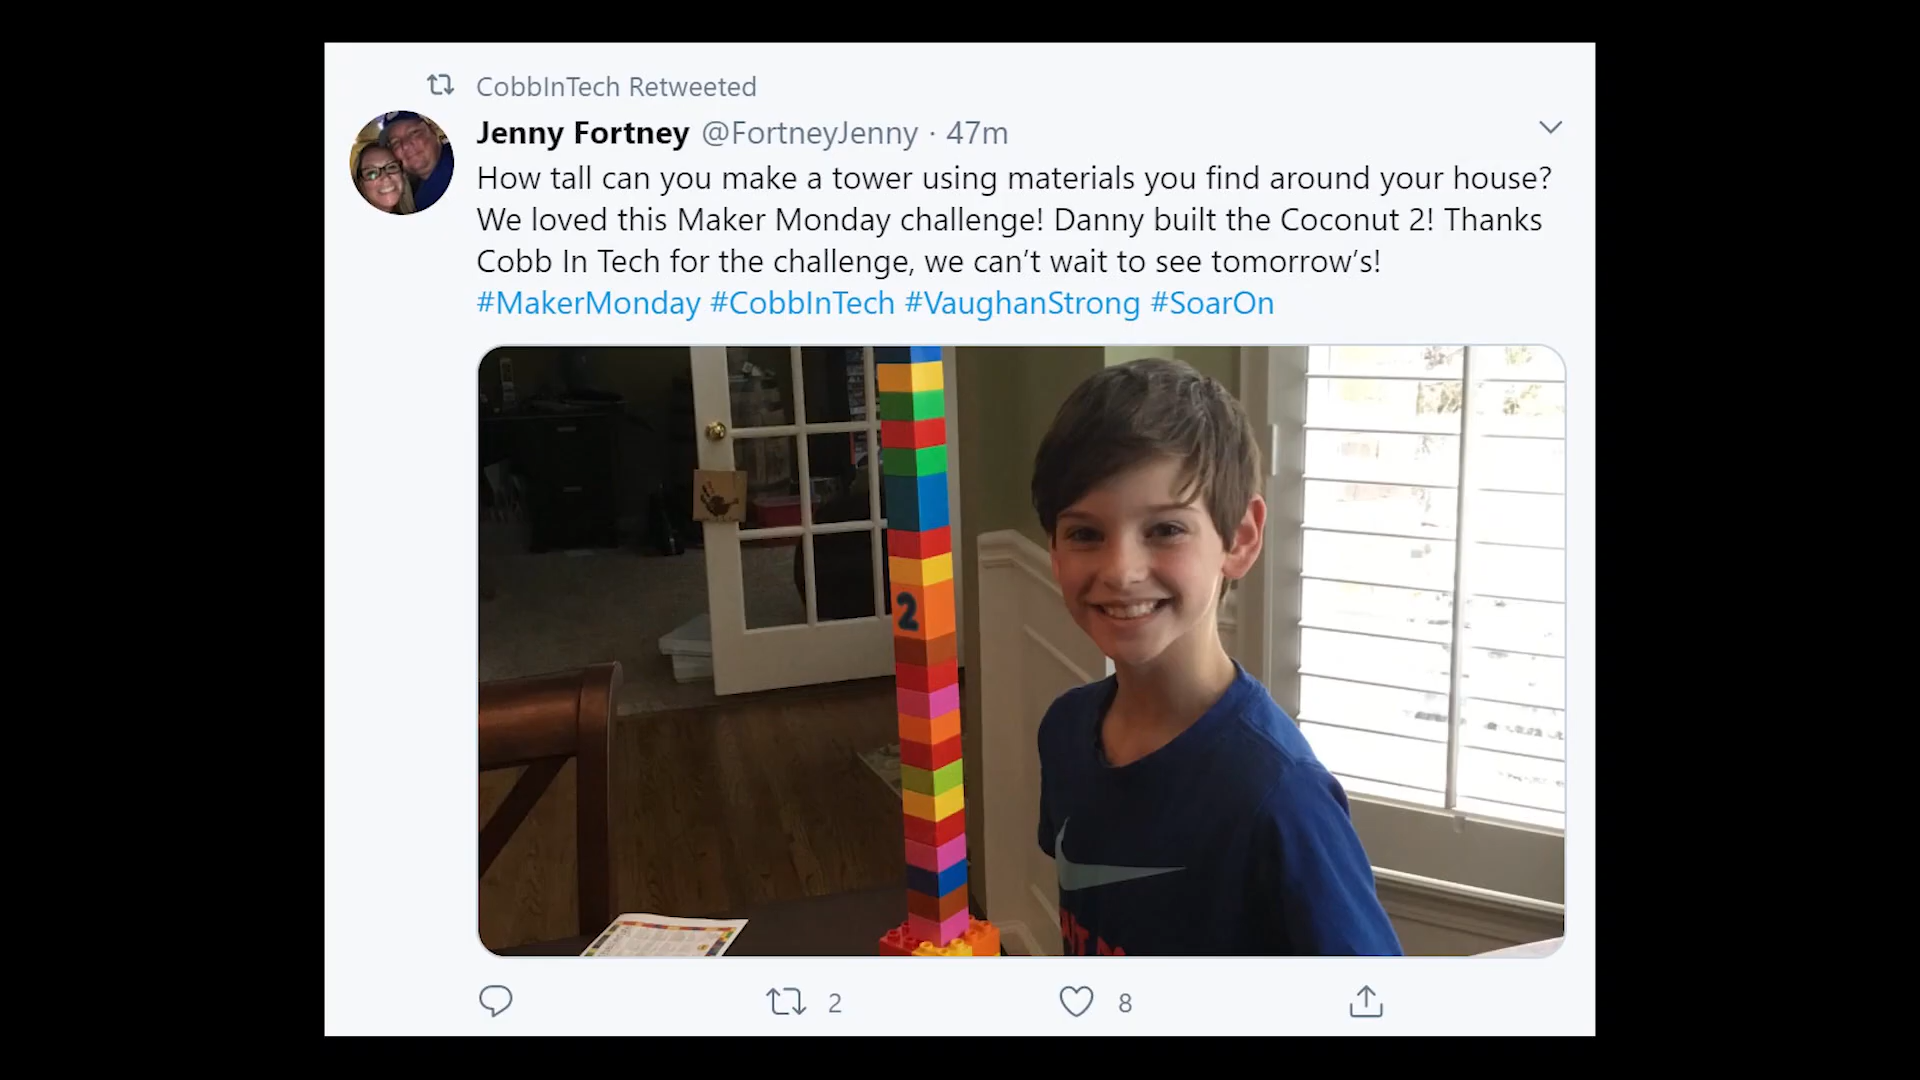 CobbInTech Retweeted
Jenny Fortney @FortneyJenny · 47m
How tall can you make a tower using materials you find around your house?
We loved this Maker Monday challenge! Danny built the Coconut 2! Thanks
Cobb In Tech for the challenge, we can’t wait to see tomorrow’s!
#MakerMonday #CobbInTech #VaughanStrong #SoarOn
2
2
8